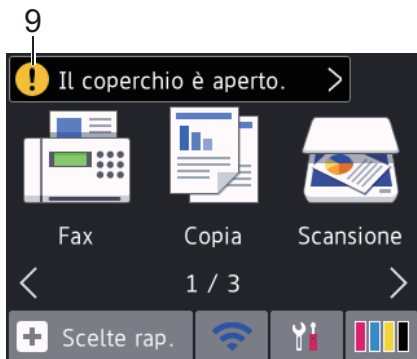 9
! Il coperchio è aperto. >
Fax Copia Scansione
< 1 / 3 >
+ Scelte rap.